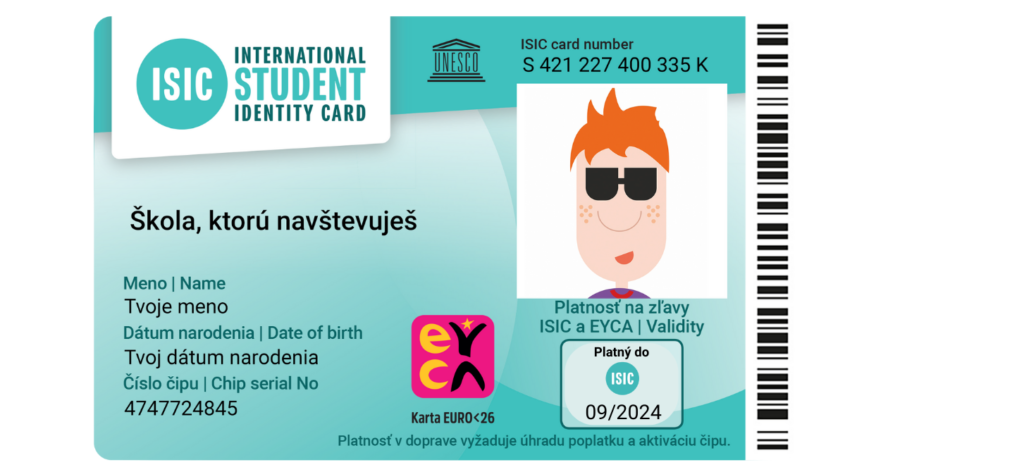 ISIC
INTERNATIONAL
STUDENT
IDENTITY CARD
UNESCO
ISIC card number
S 421 227 400 335 K
Škola, ktorú navštevuješ
Meno | Name
Tvoje meno
Dátum narodenia | Date of birth
Tvoj dátum narodenia
Číslo čipu | Chip serial No
4747724845
eyca
Karta EURO<26
Platnosť na zľavy
ISIC a EYCA | Validity
Platný do
ISIC
09/2024
Platnosť v doprave vyžaduje úhradu poplatku a aktiváciu čipu.